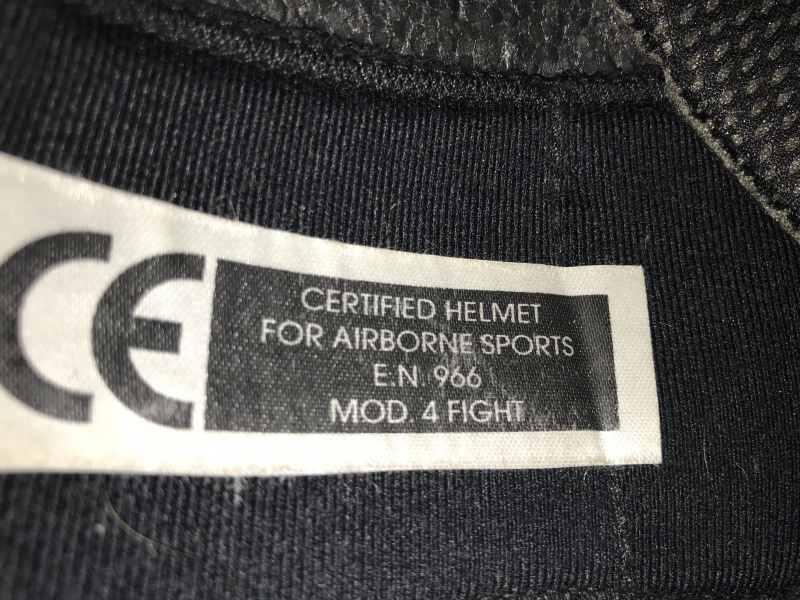 CE
CERTIFIED HELMET
FOR AIRBORNE SPORTS
E.N. 966
MOD. 4 FIGHT